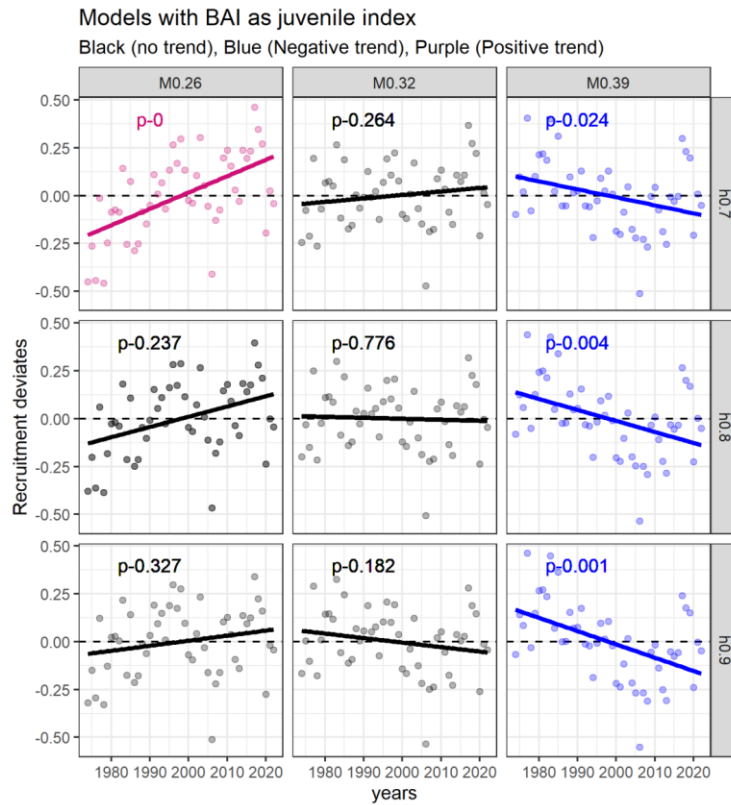 Models with BAI as juvenile index
Black (no trend), Blue (Negative trend), Purple (Positive trend)
M0.26 M0.32 M0.39
0.50 p-0 p-0.264 p-0.024
0.25
0.00 h0.7
-0.25
-0.50
0.50 p-0.237 p-0.776 p-0.004
0.25
0.00 h0.8
-0.25
-0.50
0.50 p-0.327 p-0.182 p-0.001
0.25
0.00 h0.9
-0.25
-0.50
Recruitment deviates
1980 1990 2000 2010 2020 1980 1990 2000 2010 2020 1980 1990 2000 2010 2020
years